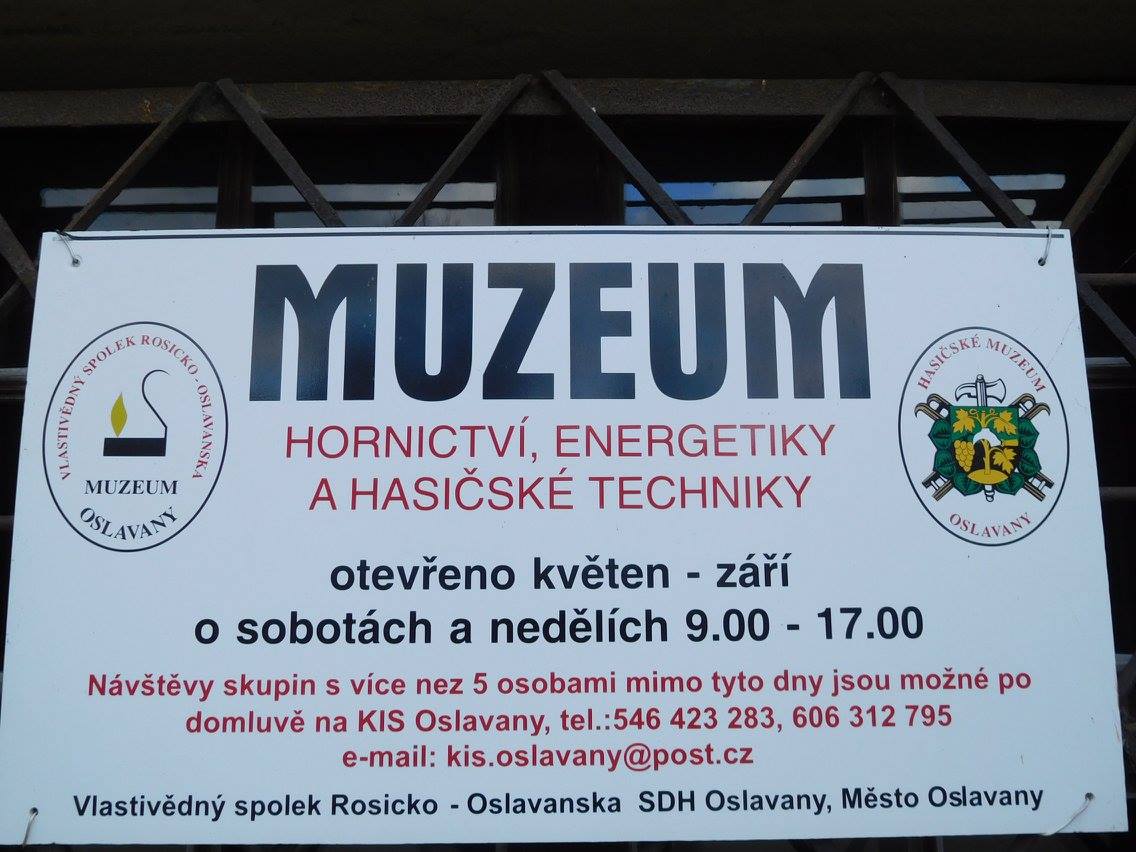 MUZEUM
VLASTIVĚDNÝ SPOLEK ROSICKO - OSLAVANSKA
MUZEUM
OSLAVANY
HASIČSKÉ MUZEUM
OSLAVANY
HORNICTVÍ, ENERGETIKY
A HASIČSKÉ TECHNIKY
otevřeno květen - září
o sobotách a nedělích 9.00 - 17.00
Návštěvy skupin s více nez 5 osobami mimo tyto dny jsou možné po
domluvě na KIS Oslavany, tel.:546 423 283, 606 312 795
e-mail: kis.oslavany@post.cz
Vlastivědný spolek Rosicko - Oslavanska SDH Oslavany, Město Oslavany